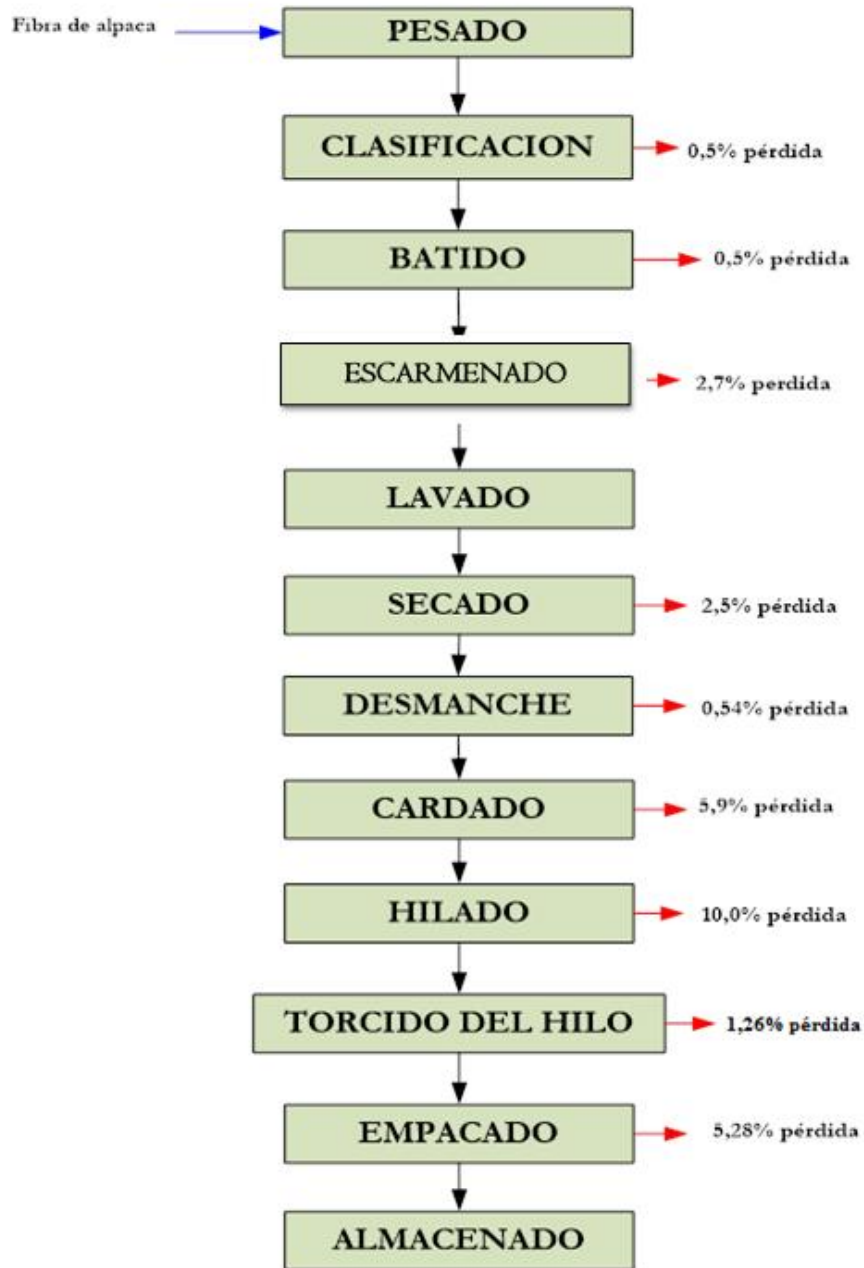 Fibra de alpaca
PESADO
CLASIFICACION
0,5% pérdida
BATIDO
0,5% pérdida
ESCARMENADO
2,7% perdida
LAVADO
SECADO
2,5% pérdida
DESMANCHE
0,54% pérdida
CARDADO
5,9% pérdida
HILADO
10,0% pérdida
TORCIDO DEL HILO
1,26% pérdida
EMPACADO
5,28% pérdida
ALMACENADO